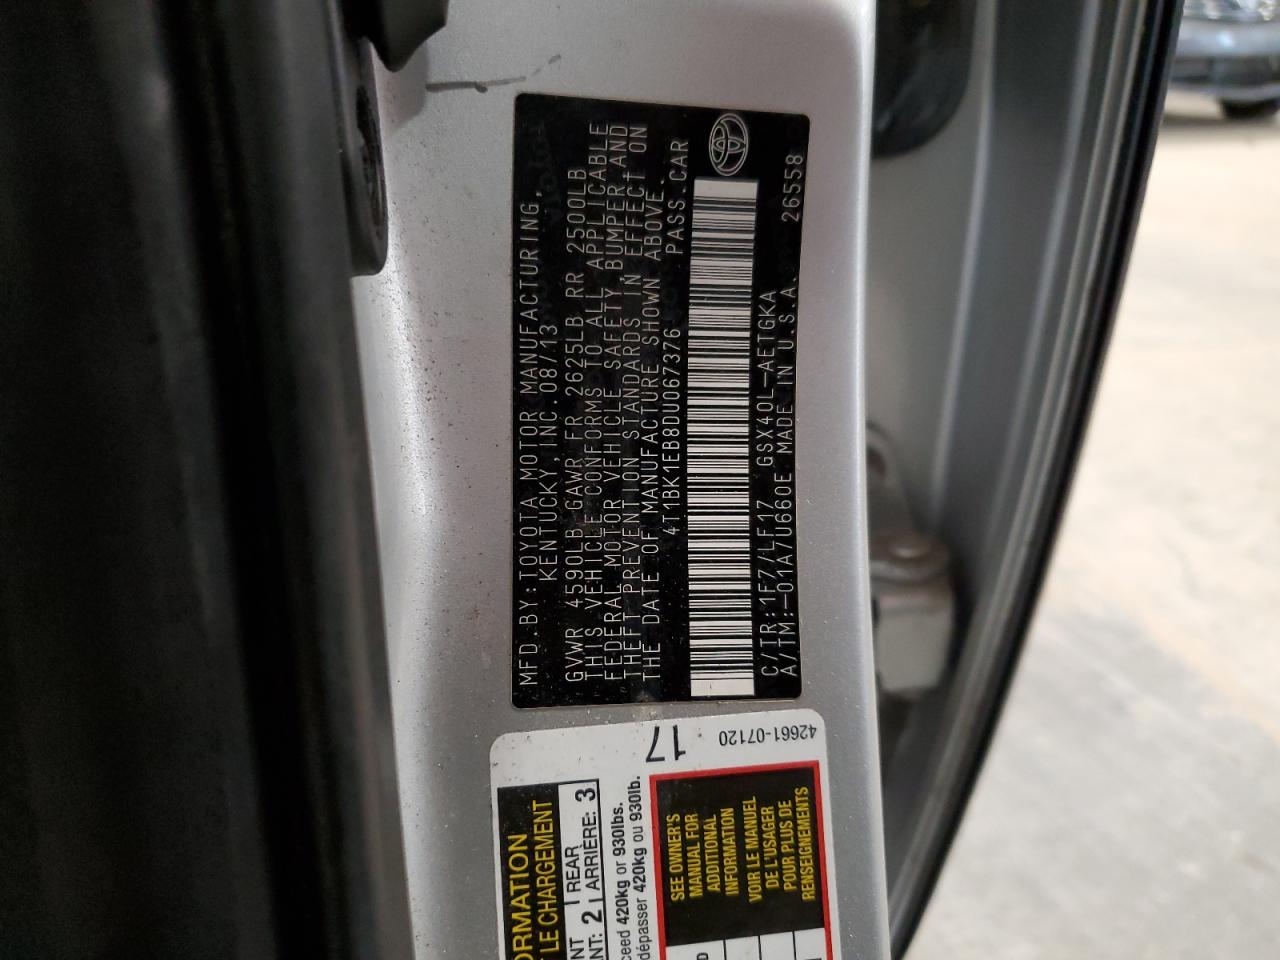 MFD.BY:TOYOTA MOTOR MANUFACTURING,
KENTUCKY,INC. 08/13
GVWR 4590LB GAWR FR 2625LB RR 2500LB
THIS VEHICLE CONFORMS TO ALL APPLICABLE
FEDERAL MOTOR VEHICLE SAFETY, BUMPER AND
THEFT PREVENTION STANDARDS IN EFFECT ON
THE DATE OF MANUFACTURE SHOWN ABOVE.
4T1BK1EB8DU067376 PASS.CAR
C/TR:1F7/LF17 GSX40L-AETGKA
A/TM:-01A/U660E MADE IN U.S.A. 26558
17
42661-07120
LE CHARGEMENT
2 REAR
ARRIÈRE: 3
420kg or 930lbs.
dépasser 420kg ou 930lb.
SEE OWNER'S
MANUAL FOR
ADDITIONAL
INFORMATION
VOIR LE MANUEL
DE L'USAGER
POUR PLUS DE
RENSEIGNEMENTS